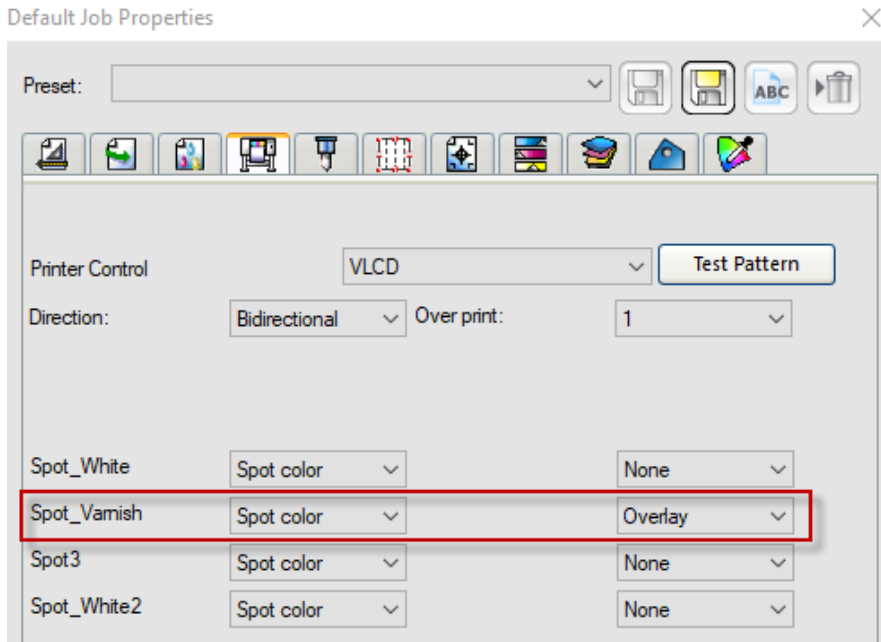 Default Job Properties
Preset:
ABC
Printer Control VLCD Test Pattern
Direction: Bidirectional Over print: 1
Spot_White Spot color None
Spot_Varnish Spot color Overlay
Spot3 Spot color None
Spot_White2 Spot color None